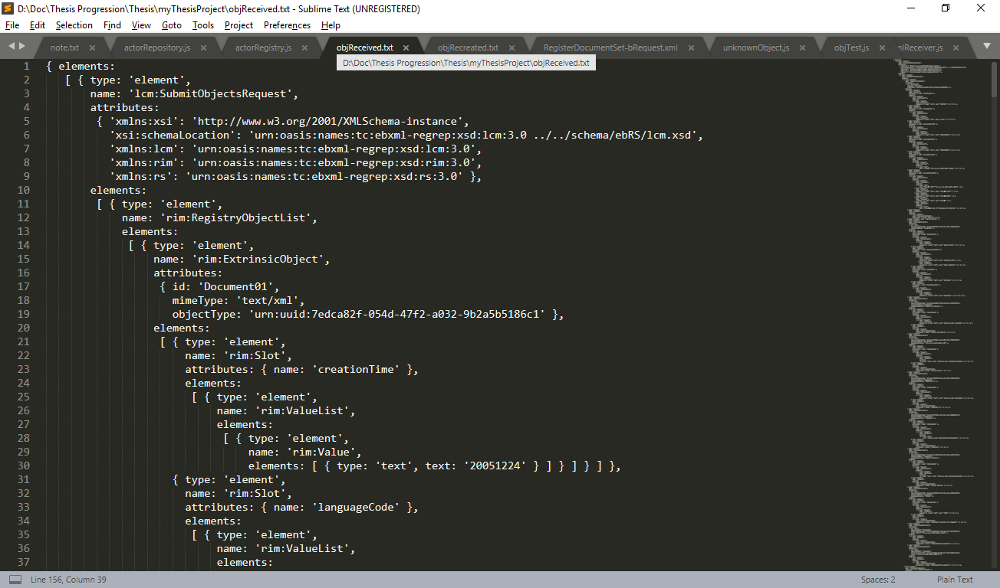 D:\Doc\Thesis Progression\Thesis\myThesisProject\objReceived.txt - Sublime Text (UNREGISTERED)
File Edit Selection Find View Goto Tools Project Preferences Help
note.txt actorRepository.js actorRegistry.js objReceived.txt objRecreated.txt RegisterDocumentSet-bRequest.xml unknownObject.js objTest.js nlReceiver.js
D:\Doc\Thesis Progression\Thesis\myThesisProject\objReceived.txt
1 { elements:
2 [ { type: 'element',
3 name: 'lcm:SubmitObjectsRequest',
4 attributes:
5 { 'xmlns:xsi': 'http://www.w3.org/2001/XMLSchema-instance',
6 'xsi:schemaLocation': 'urn:oasis:names:tc:ebxml-regrep:xsd:lcm:3.0 ../../schema/ebRS/lcm.xsd',
7 'xmlns:lcm': 'urn:oasis:names:tc:ebxml-regrep:xsd:lcm:3.0',
8 'xmlns:rim': 'urn:oasis:names:tc:ebxml-regrep:xsd:rim:3.0',
9 'xmlns:rs': 'urn:oasis:names:tc:ebxml-regrep:xsd:rs:3.0' },
10 elements:
11 [ { type: 'element',
12 name: 'rim:RegistryObjectList',
13 elements:
14 [ { type: 'element',
15 name: 'rim:ExtrinsicObject',
16 attributes:
17 { id: 'Document01',
18 mimeType: 'text/xml',
19 objectType: 'urn:uuid:7edca82f-054d-47f2-a032-9b2a5b5186c1' },
20 elements:
21 [ { type: 'element',
22 name: 'rim:Slot',
23 attributes: { name: 'creationTime' },
24 elements:
25 [ { type: 'element',
26 name: 'rim:ValueList',
27 elements:
28 [ { type: 'element',
29 name: 'rim:Value',
30 elements: [ { type: 'text', text: '20051224' } ] } ] } ] },
31 { type: 'element',
32 name: 'rim:Slot',
33 attributes: { name: 'languageCode' },
34 elements:
35 [ { type: 'element',
36 name: 'rim:ValueList',
37 elements:
Line 156, Column 39 Spaces: 2 Plain Text